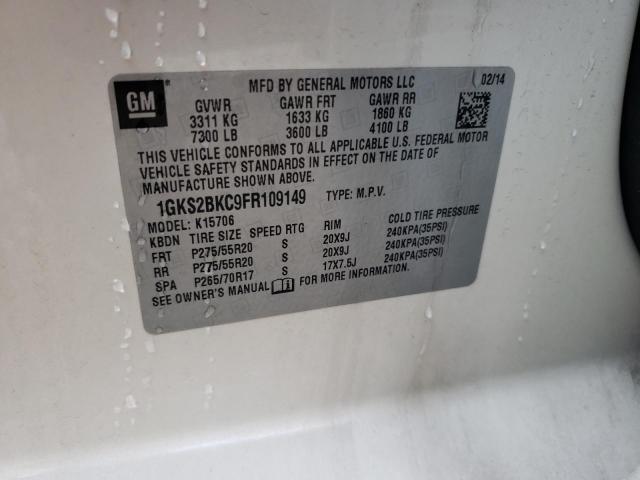 MFD BY GENERAL MOTORS LLC 02/14
GM
GVWR GAWR FRT GAWR RR
3311 KG 1633 KG 1860 KG
7300 LB 3600 LB 4100 LB
THIS VEHICLE CONFORMS TO ALL APPLICABLE U.S. FEDERAL MOTOR
VEHICLE SAFETY STANDARDS IN EFFECT ON THE DATE OF
MANUFACTURE SHOWN ABOVE.
1GKS2BKC9FR109149 TYPE: M.P.V.
MODEL: K15706
KBDN TIRE SIZE SPEED RTG RIM COLD TIRE PRESSURE
FRT P275/55R20 S 20X9J 240KPA(35PSI)
RR P275/55R20 S 20X9J 240KPA(35PSI)
SPA P265/70R17 S 17X7.5J 240KPA(35PSI)
SEE OWNER'S MANUAL FOR MORE INFORMATION.